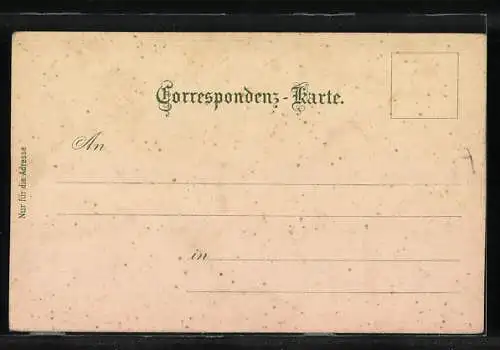 Correspondenz-Karte.
An
in
Nur für die Adresse